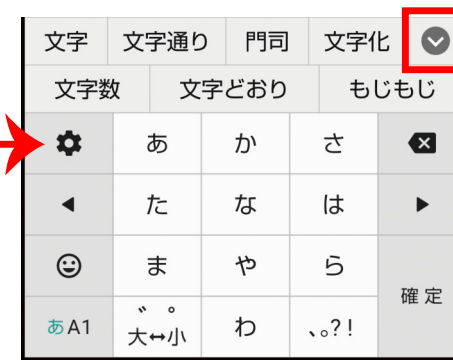 文字 文字通り 門司 文字化
文字数 文字どおり もじもじ
あ か さ
た な は
ま や ら
確定
あA1 大↔小 わ 、。?!